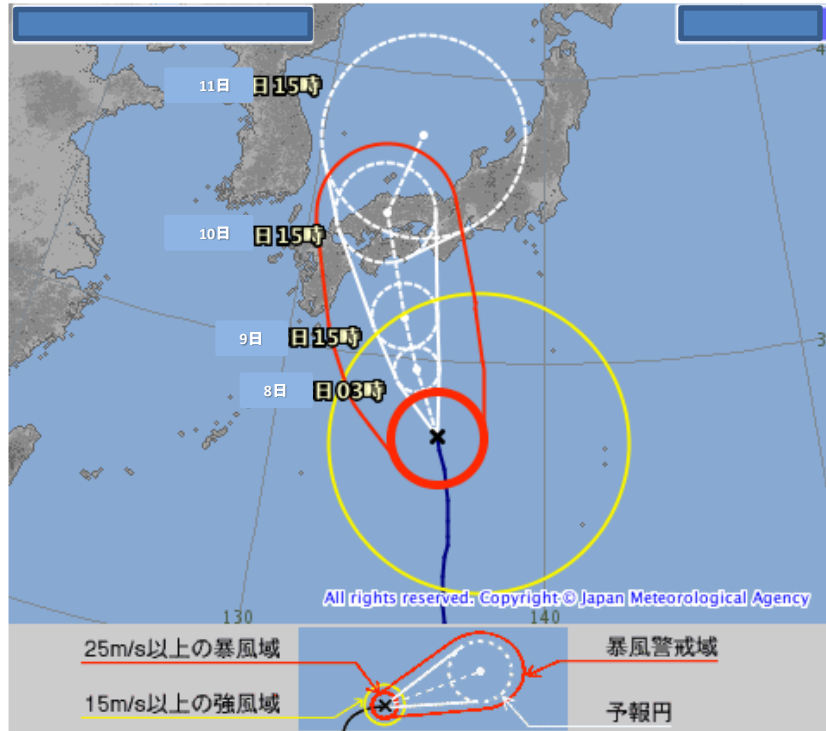 11日 日15時
4
10日 日15時
9日 日15時
3
8日 日03時
All rights reserved. Copyright © Japan Meteorological Agency
130
140
25m/s以上の暴風域
暴風警戒域
15m/s以上の強風域
予報円